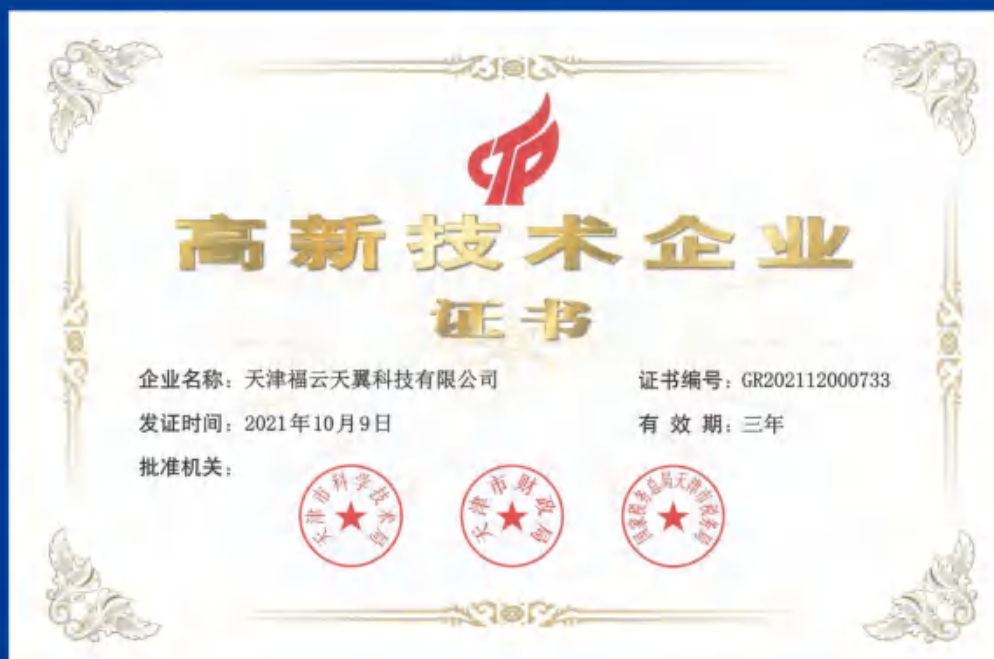 CTP
高新技术企业
证书
企业名称：天津福云天翼科技有限公司
证书编号：GR202112000733
发证时间：2021年10月9日
有效期：三年
批准机关：
天津市科学技术局
天津市财政局
国家税务总局天津市税务局